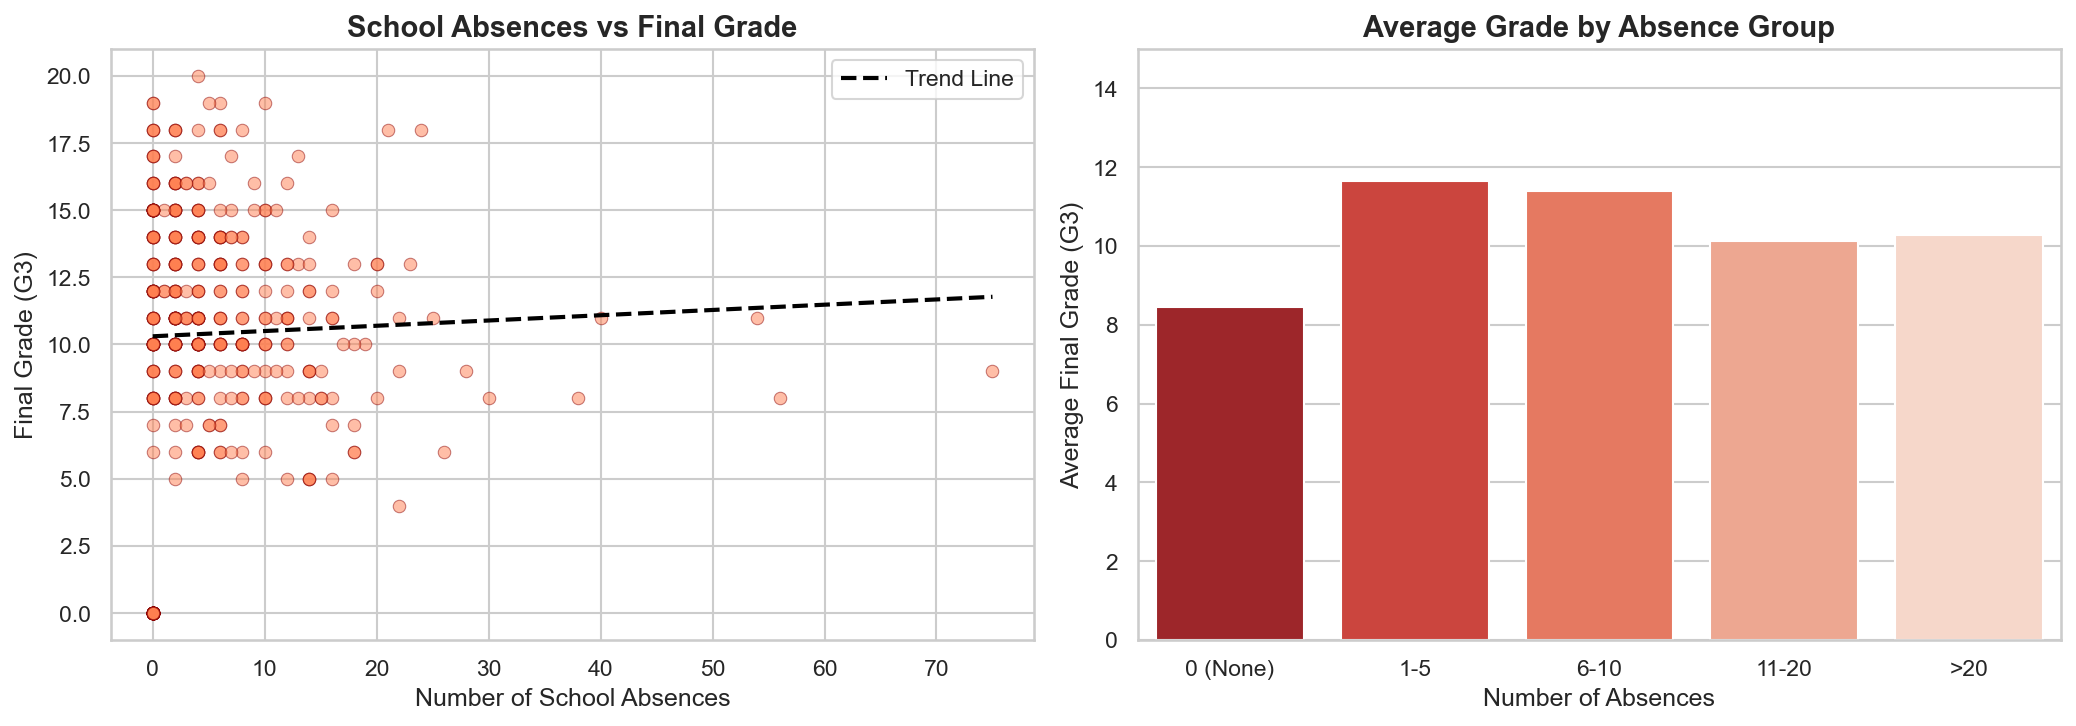 School Absences vs Final Grade
Trend Line
Final Grade (G3)
20.0
17.5
15.0
12.5
10.0
7.5
5.0
2.5
0.0
0 10 20 30 40 50 60 70
Number of School Absences
Average Grade by Absence Group
Average Final Grade (G3)
14
12
10
8
6
4
2
0
0 (None) 1-5 6-10 11-20 >20
Number of Absences